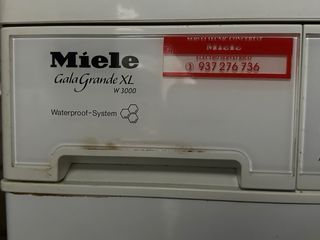 Miele
Gala Grande XL
W 3000
Waterproof-System
Miele
937 276 736